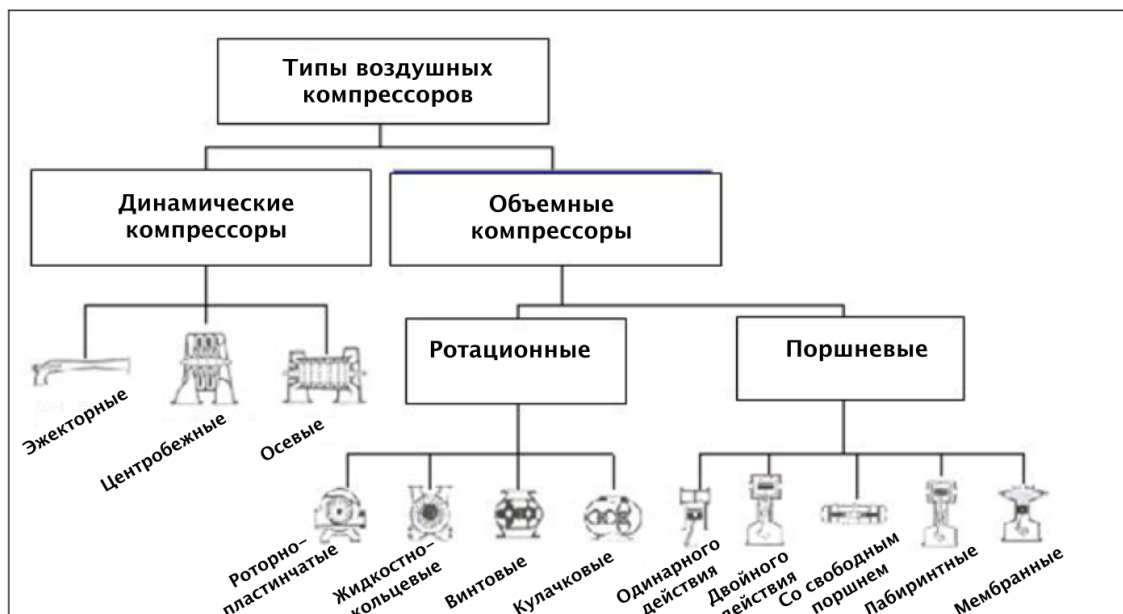 Типы воздушных
компрессоров
Динамические
компрессоры
Объемные
компрессоры
Ротационные
Поршневые
Эжекторные
Центробежные
Осевые
Роторно–
пластинчатые
Жидкостно–
кольцевые
Винтовые
Кулачковые
Одинарного
действия
Двойного
действия
Со свободным
поршнем
Лабиринтные
Мембранные